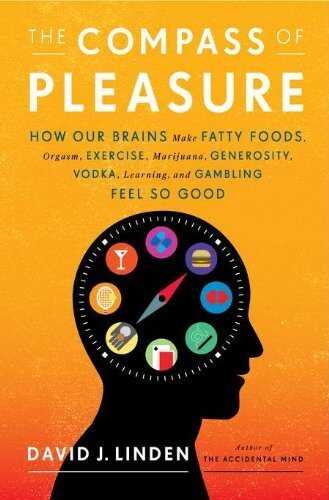 THE COMPASS OF
PLEASURE
HOW OUR BRAINS Make FATTY FOODS,
Orgasm, EXERCISE, Marijuana, GENEROSITY,
VODKA, Learning, and GAMBLING
FEEL SO GOOD
DAVID J. LINDEN
Author of
THE ACCIDENTAL MIND